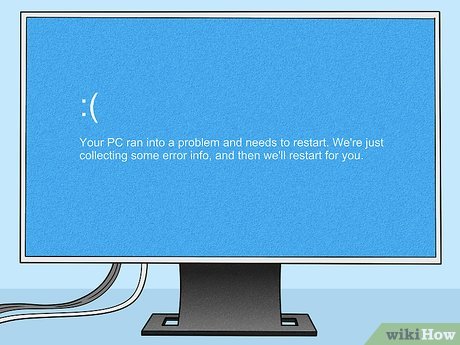 :(
Your PC ran into a problem and needs to restart. We're just
collecting some error info, and then we'll restart for you.
wikiHow